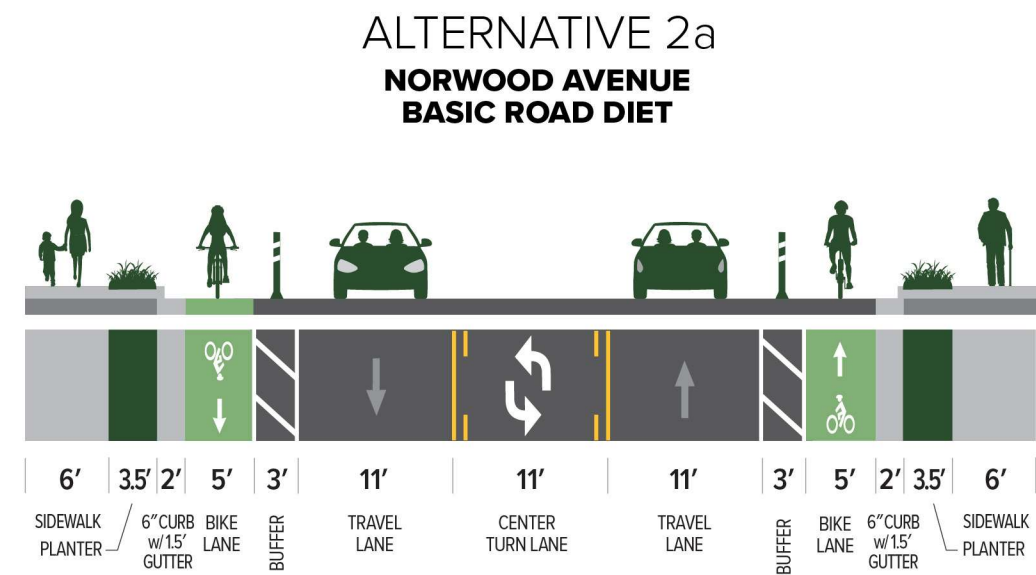 ALTERNATIVE 2a
NORWOOD AVENUE
BASIC ROAD DIET
6′ 3.5′ 2′ 5′ 3′ 11′ 11′ 11′ 3′ 5′ 2′ 3.5′ 6′
SIDEWALK
PLANTER
6″ CURB
w/ 1.5′
GUTTER
BIKE
LANE
BUFFER
TRAVEL
LANE
CENTER
TURN LANE
TRAVEL
LANE
BUFFER
BIKE
LANE
6″ CURB
w/ 1.5′
GUTTER
SIDEWALK
PLANTER